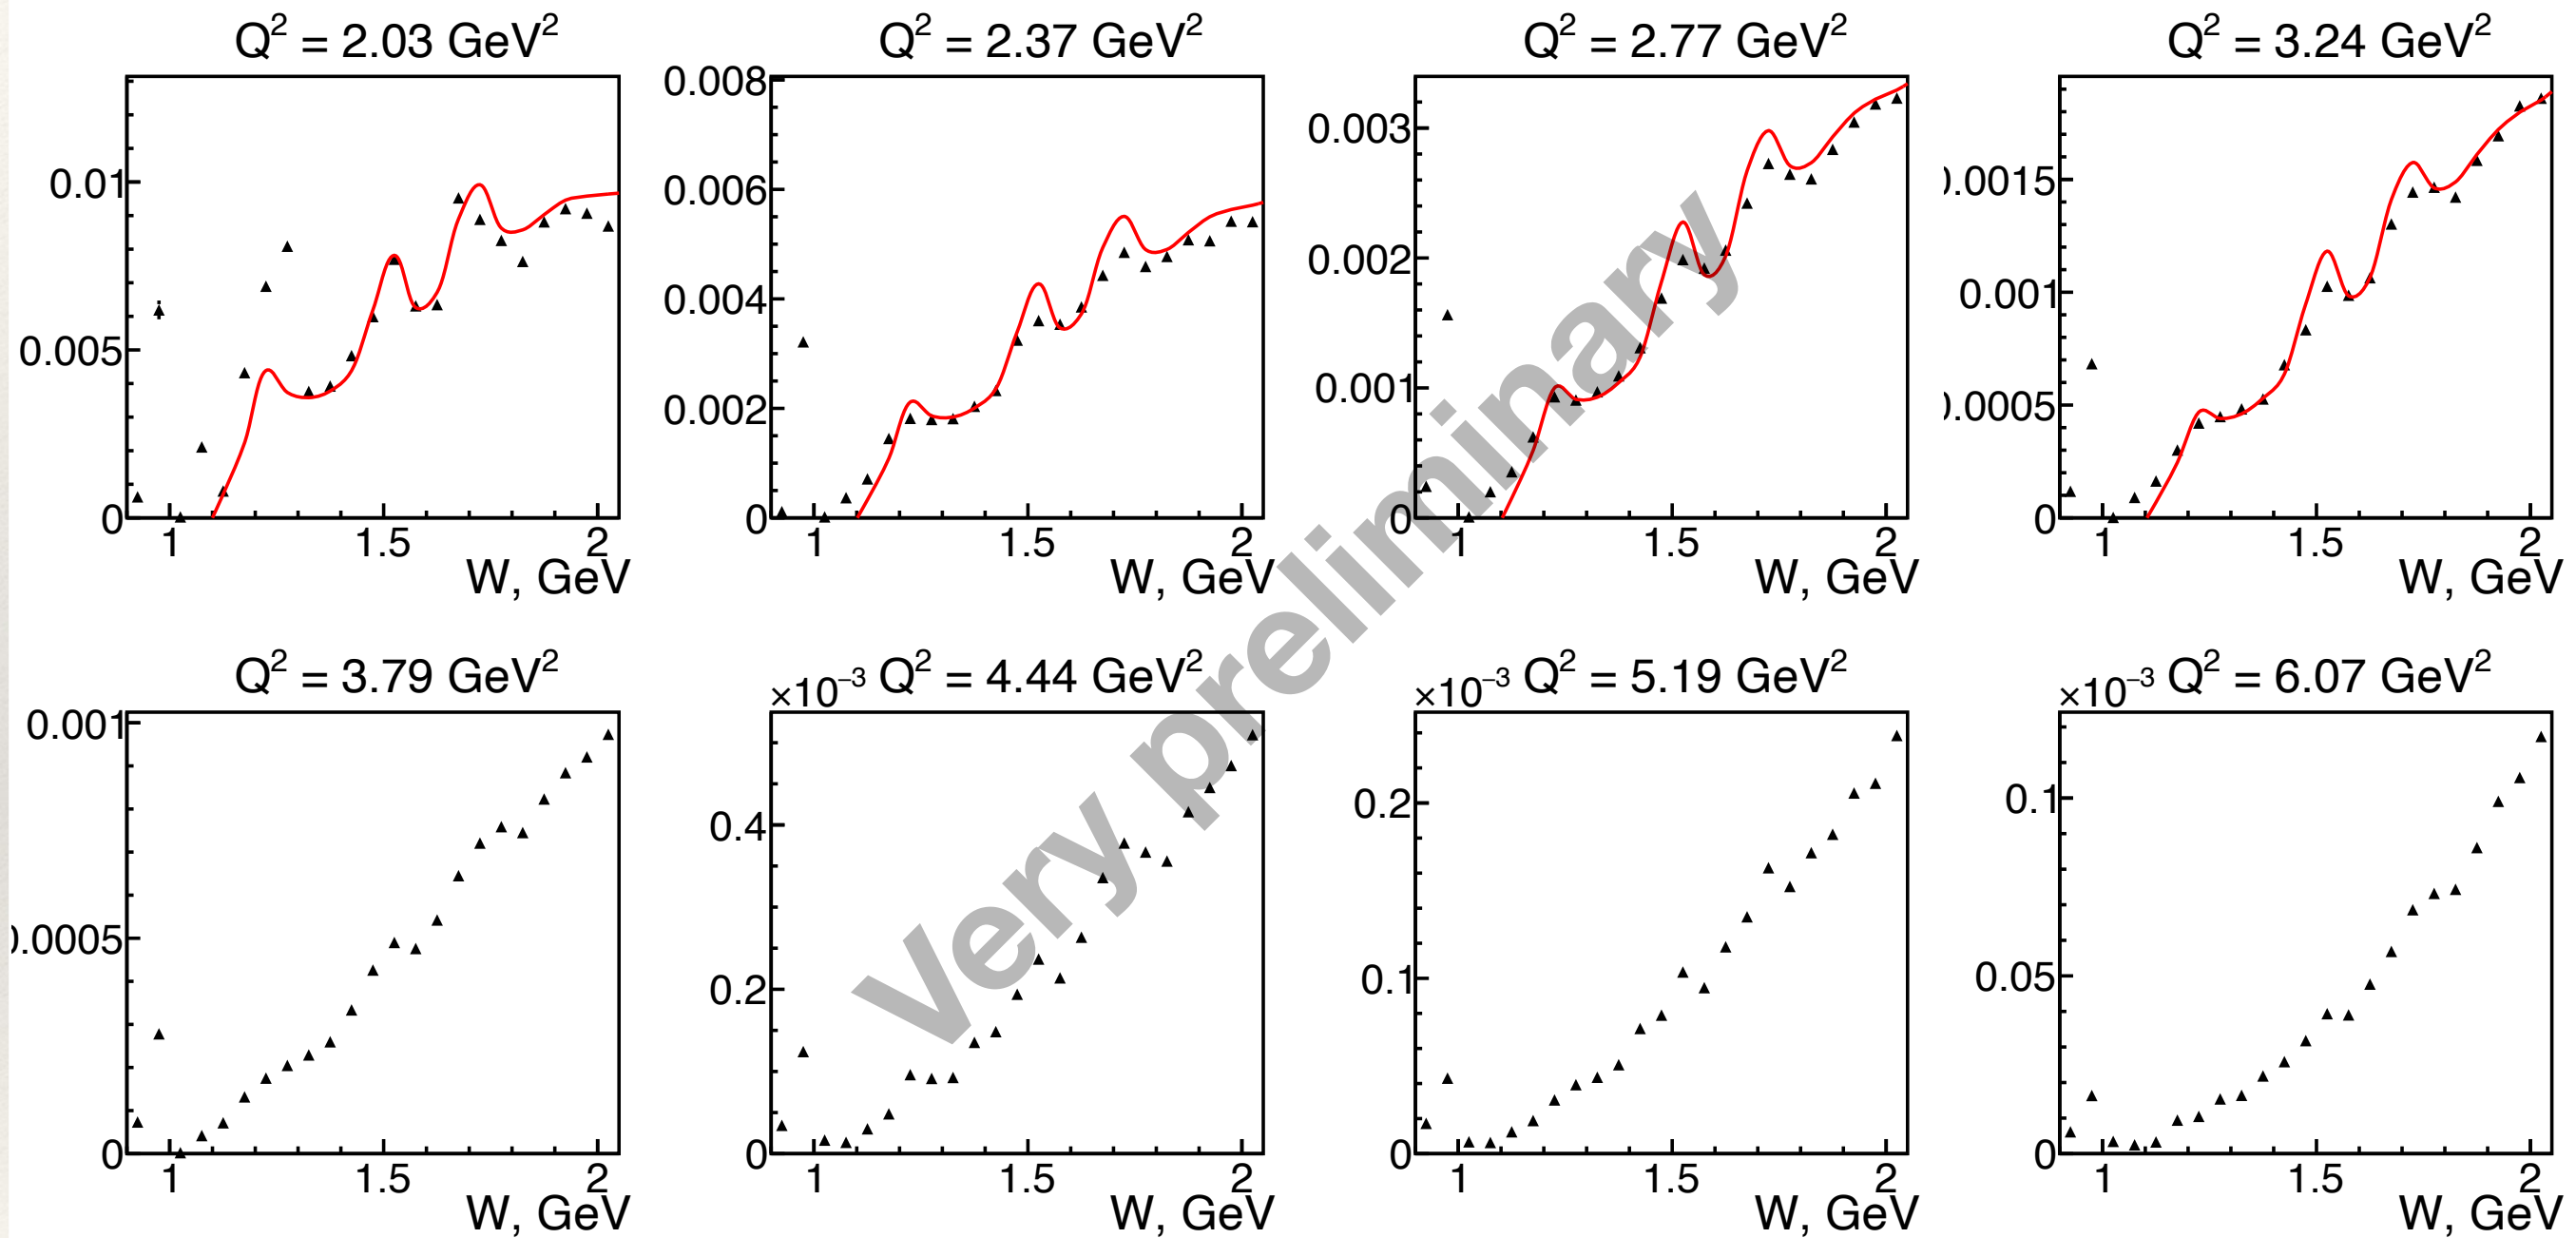 Q² = 2.03 GeV²
0.01
0.005
0
1 1.5 2
W, GeV
Q² = 2.37 GeV²
0.008
0.006
0.004
0.002
0
1 1.5 2
W, GeV
Q² = 2.77 GeV²
0.003
0.002
0.001
0
1 1.5 2
W, GeV
Q² = 3.24 GeV²
).0015
0.001
).0005
0
1 1.5 2
W, GeV
Q² = 3.79 GeV²
0.001
).0005
0
1 1.5 2
W, GeV
×10⁻³ Q² = 4.44 GeV²
0.4
0.2
0
1 1.5 2
W, GeV
×10⁻³ Q² = 5.19 GeV²
0.2
0.1
0
1 1.5 2
W, GeV
×10⁻³ Q² = 6.07 GeV²
0.1
0.05
0
1 1.5 2
W, GeV
Very preliminary